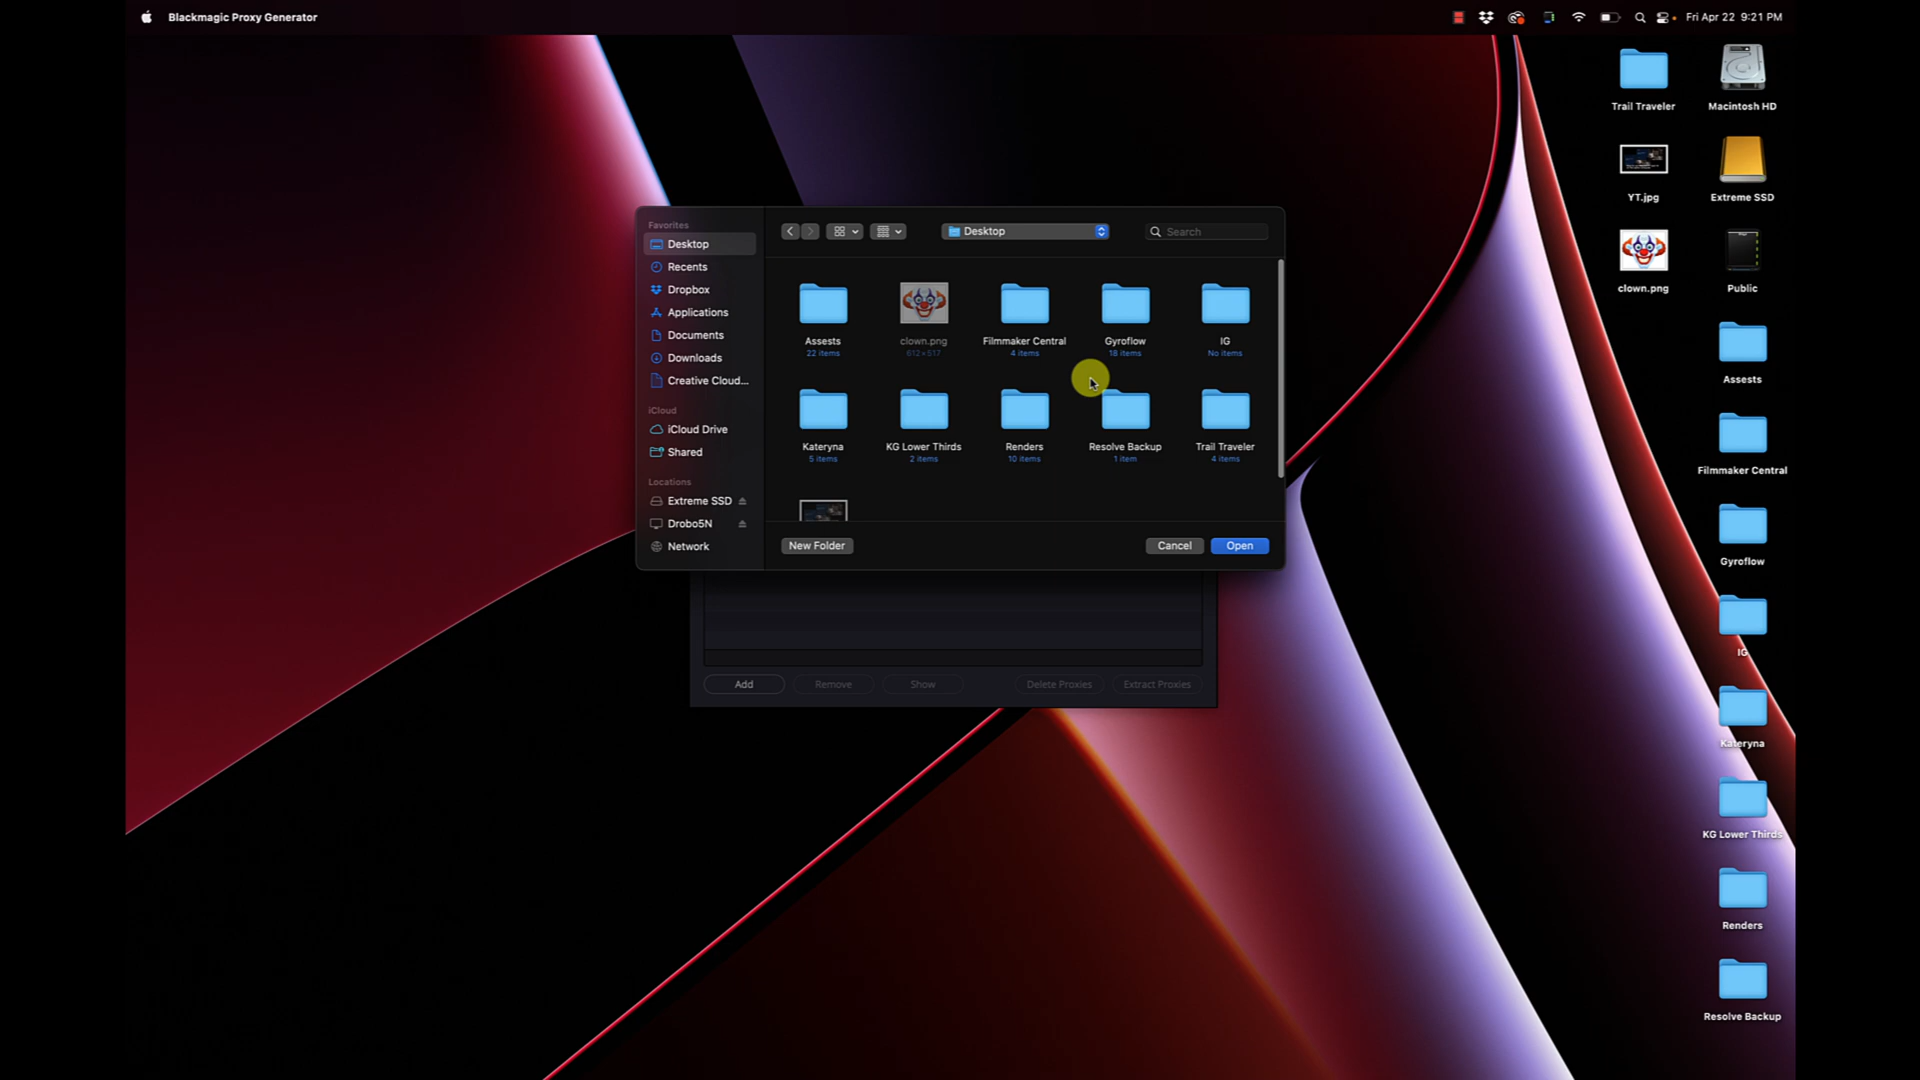 Blackmagic Proxy Generator
Fri Apr 22 9:21 PM
Favorites
Desktop
Recents
Dropbox
Applications
Documents
Downloads
Creative Cloud...
iCloud
iCloud Drive
Shared
Locations
Extreme SSD
Drobo5N
Network
Desktop
Search
Assests
22 items
clown.png
612×517
Filmmaker Central
4 items
Gyroflow
18 items
IG
No items
Kateryna
5 items
KG Lower Thirds
2 items
Renders
10 items
Resolve Backup
1 item
Trail Traveler
4 items
New Folder
Cancel
Open
Add
Remove
Show
Delete Proxies
Extract Proxies
Trail Traveler
Macintosh HD
YT.jpg
Extreme SSD
clown.png
Public
Assests
Filmmaker Central
Gyroflow
IG
Kateryna
KG Lower Thirds
Renders
Resolve Backup